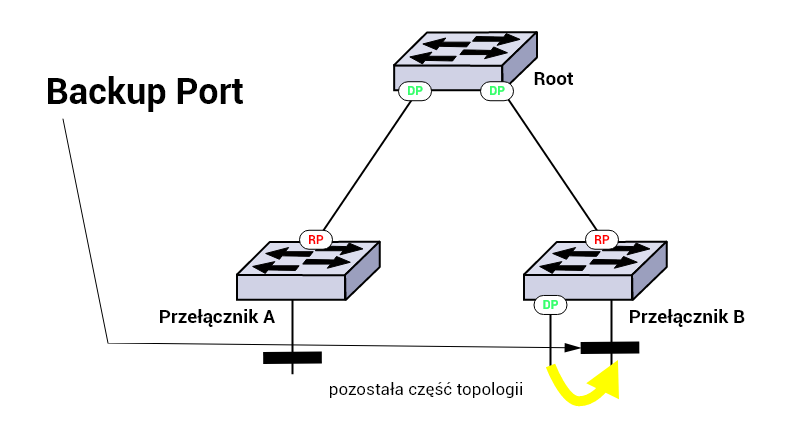 Root
Backup Port
DP
DP
RP
RP
DP
Przełącznik A
Przełącznik B
pozostała część topologii